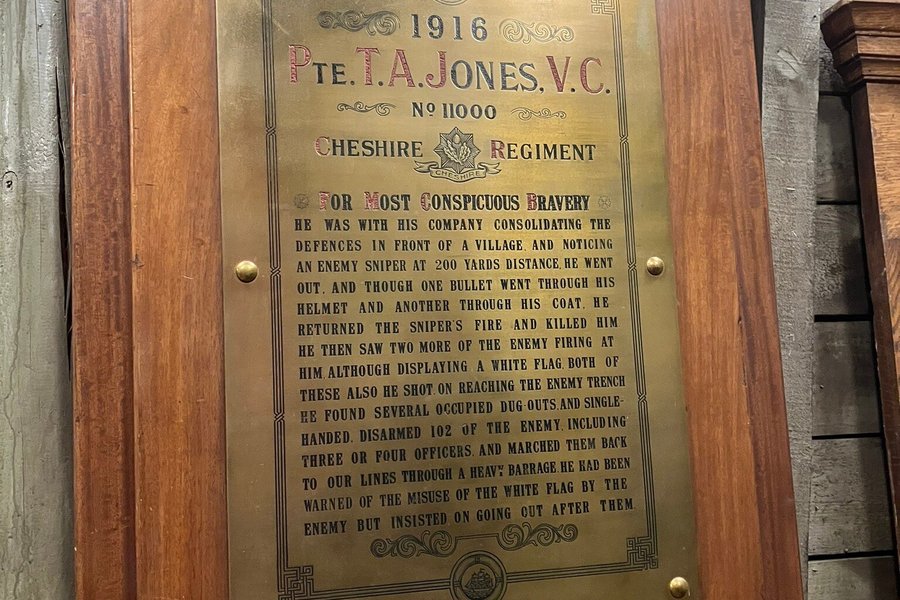 1916
PTE. T. A. JONES, V.C.
No 11000
CHESHIRE REGIMENT
CHESHIRE
FOR MOST CONSPICUOUS BRAVERY
HE WAS WITH HIS COMPANY CONSOLIDATING THE
DEFENCES IN FRONT OF A VILLAGE, AND NOTICING
AN ENEMY SNIPER AT 200 YARDS DISTANCE, HE WENT
OUT, AND THOUGH ONE BULLET WENT THROUGH HIS
HELMET AND ANOTHER THROUGH HIS COAT, HE
RETURNED THE SNIPER'S FIRE AND KILLED HIM
HE THEN SAW TWO MORE OF THE ENEMY FIRING AT
HIM, ALTHOUGH DISPLAYING A WHITE FLAG, BOTH OF
THESE ALSO HE SHOT. ON REACHING THE ENEMY TRENCH
HE FOUND SEVERAL OCCUPIED DUG-OUTS, AND SINGLE-
HANDED, DISARMED 102 OF THE ENEMY, INCLUDING
THREE OR FOUR OFFICERS, AND MARCHED THEM BACK
TO OUR LINES THROUGH A HEAVY BARRAGE. HE HAD BEEN
WARNED OF THE MISUSE OF THE WHITE FLAG BY THE
ENEMY BUT INSISTED ON GOING OUT AFTER THEM